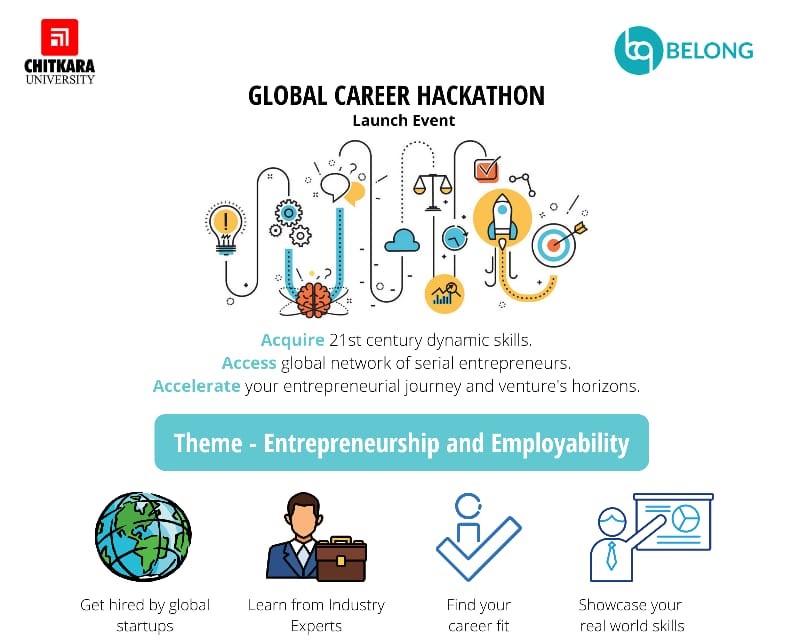 CHITKARA
UNIVERSITY
BELONG
GLOBAL CAREER HACKATHON
Launch Event
Acquire 21st century dynamic skills.
Access global network of serial entrepreneurs.
Accelerate your entrepreneurial journey and venture's horizons.
Theme - Entrepreneurship and Employability
Get hired by global
startups
Learn from Industry
Experts
Find your
career fit
Showcase your
real world skills